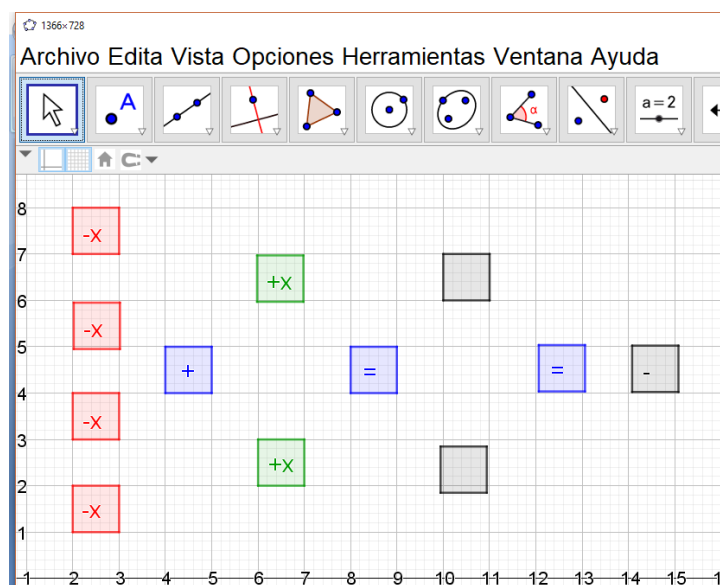 1366×728
Archivo Edita Vista Opciones Herramientas Ventana Ayuda
A
α
a=2
8
-X
7
+X
6
-X
5
+ = = -
4
-X
3
+X
2
-X
1
-1 2 3 4 5 6 7 8 9 10 11 12 13 14 15 1